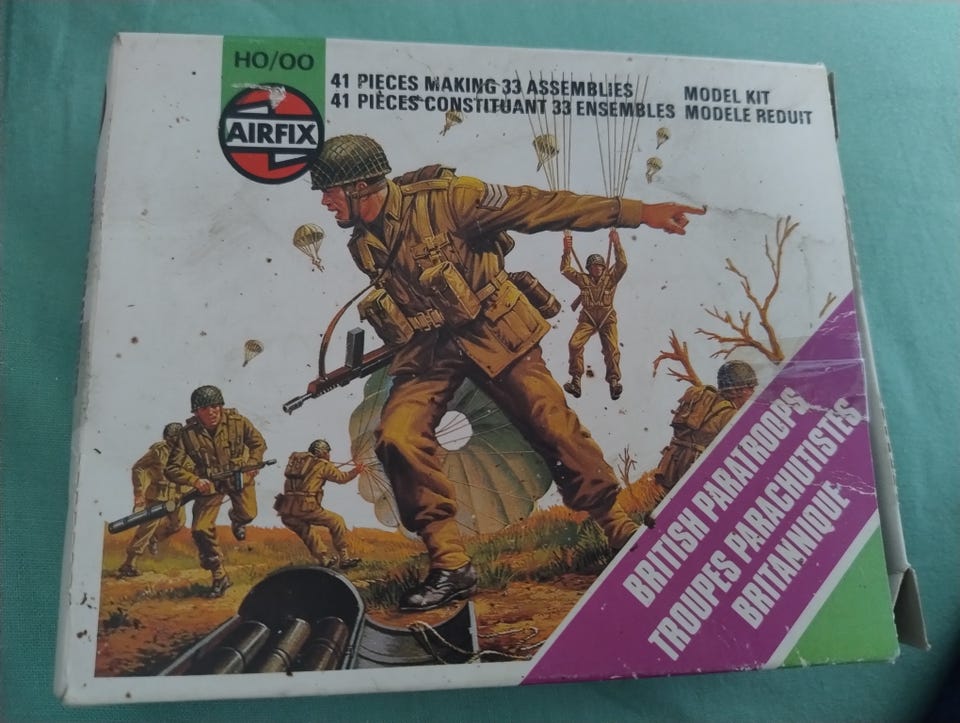 HO/OO
AIRFIX
41 PIECES MAKING 33 ASSEMBLIES MODEL KIT
41 PIÈCES CONSTITUANT 33 ENSEMBLES MODELE REDUIT
BRITISH PARATROOPS
TROUPES PARACHUTISTES
BRITANNIQUE